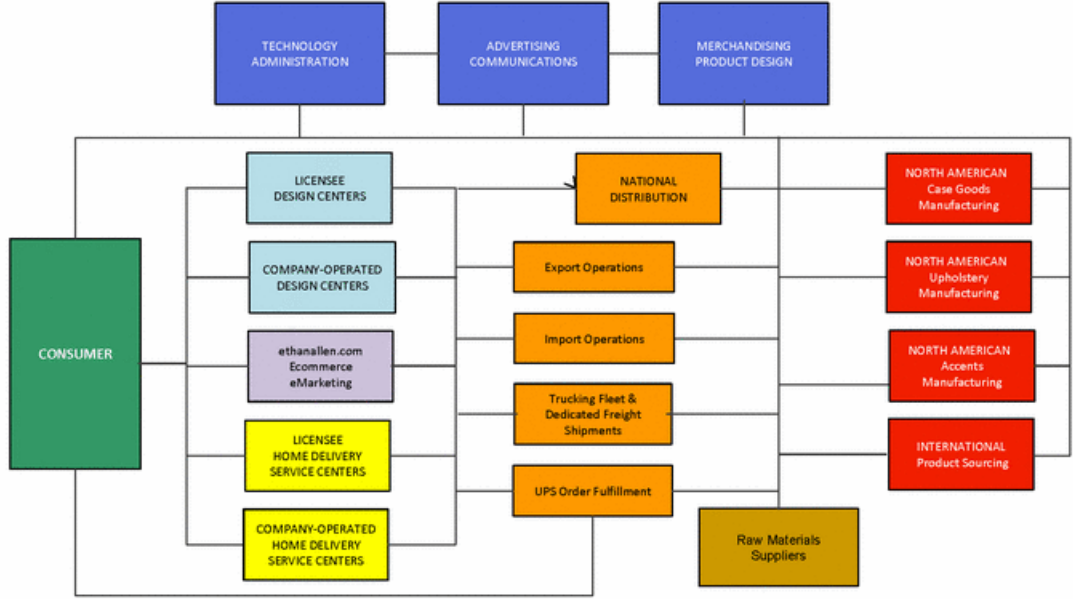 TECHNOLOGY
ADMINISTRATION
ADVERTISING
COMMUNICATIONS
MERCHANDISING
PRODUCT DESIGN
CONSUMER
LICENSEE
DESIGN CENTERS
COMPANY-OPERATED
DESIGN CENTERS
ethanallen.com
Ecommerce
eMarketing
LICENSEE
HOME DELIVERY
SERVICE CENTERS
COMPANY-OPERATED
HOME DELIVERY
SERVICE CENTERS
NATIONAL
DISTRIBUTION
Export Operations
Import Operations
Trucking Fleet &
Dedicated Freight
Shipments
UPS Order Fulfillment
Raw Materials
Suppliers
NORTH AMERICAN
Case Goods
Manufacturing
NORTH AMERICAN
Upholstery
Manufacturing
NORTH AMERICAN
Accents
Manufacturing
INTERNATIONAL
Product Sourcing